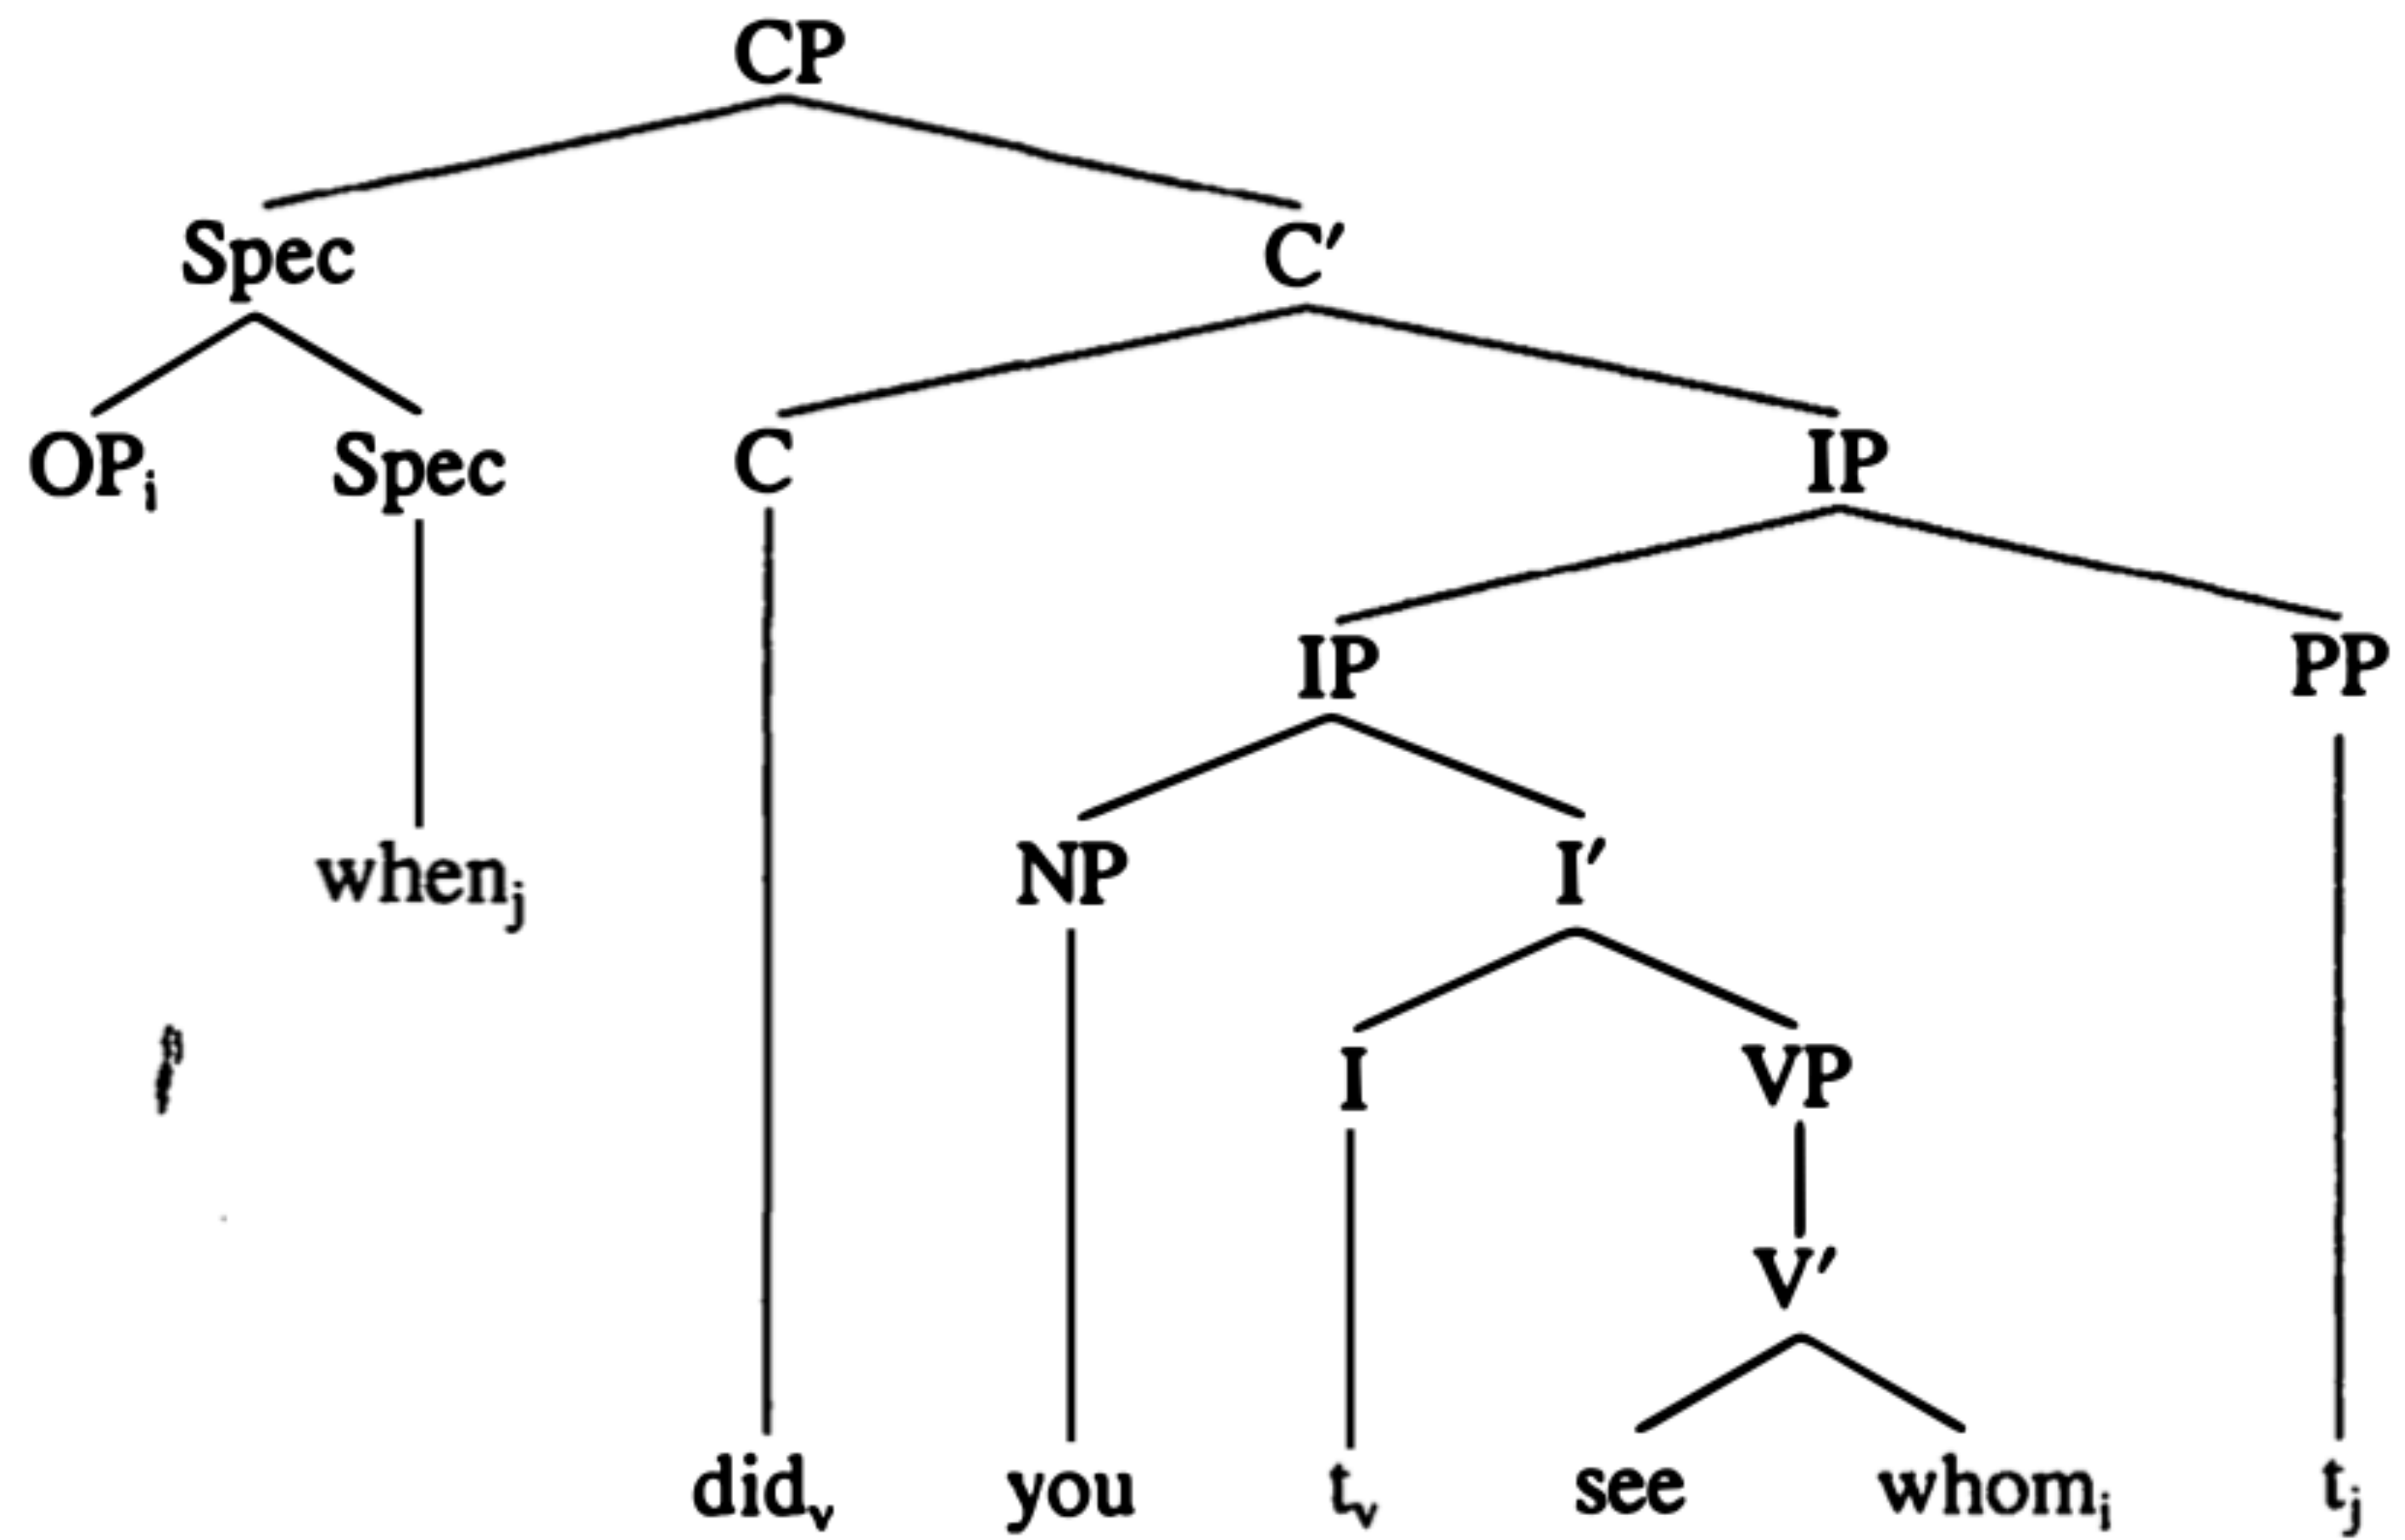 CP
Spec C′
OPi Spec C IP
IP PP
whenj NP I′
I VP
V′
didv you tv see whomi tj